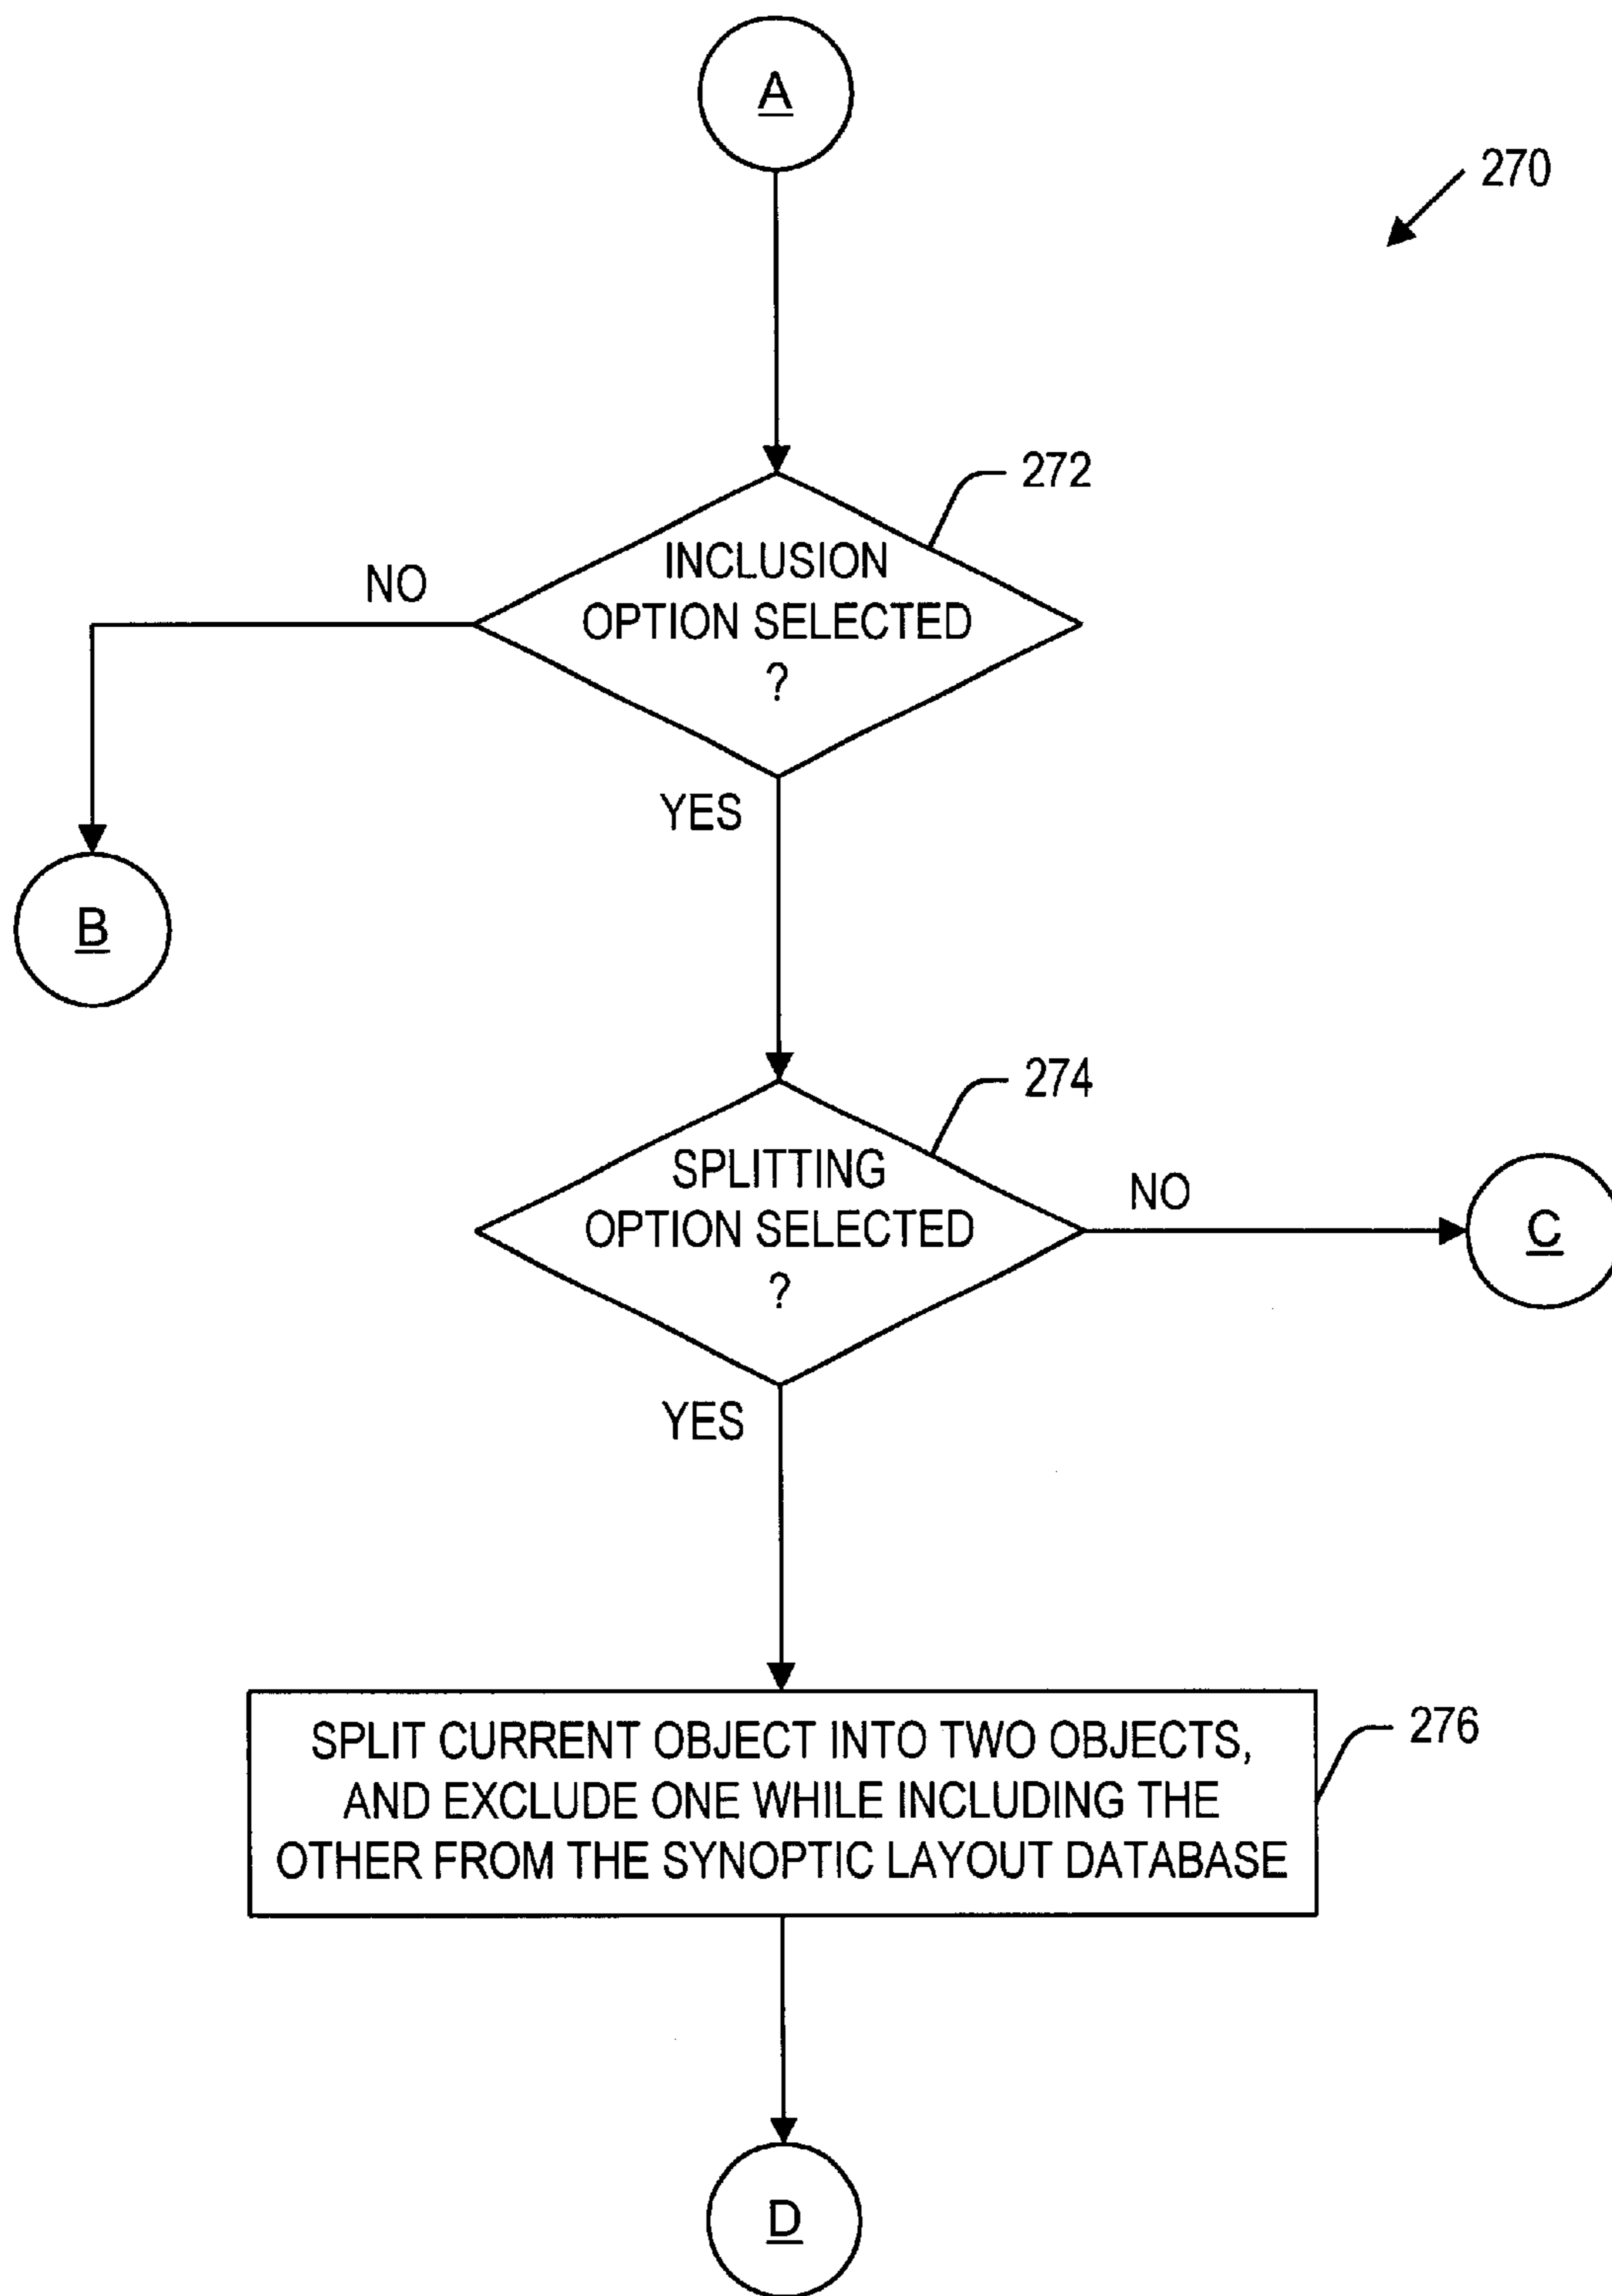 A
270
272
INCLUSION
OPTION SELECTED
?
NO
YES
B
274
SPLITTING
OPTION SELECTED
?
NO
C
YES
SPLIT CURRENT OBJECT INTO TWO OBJECTS,
AND EXCLUDE ONE WHILE INCLUDING THE
OTHER FROM THE SYNOPTIC LAYOUT DATABASE
276
D